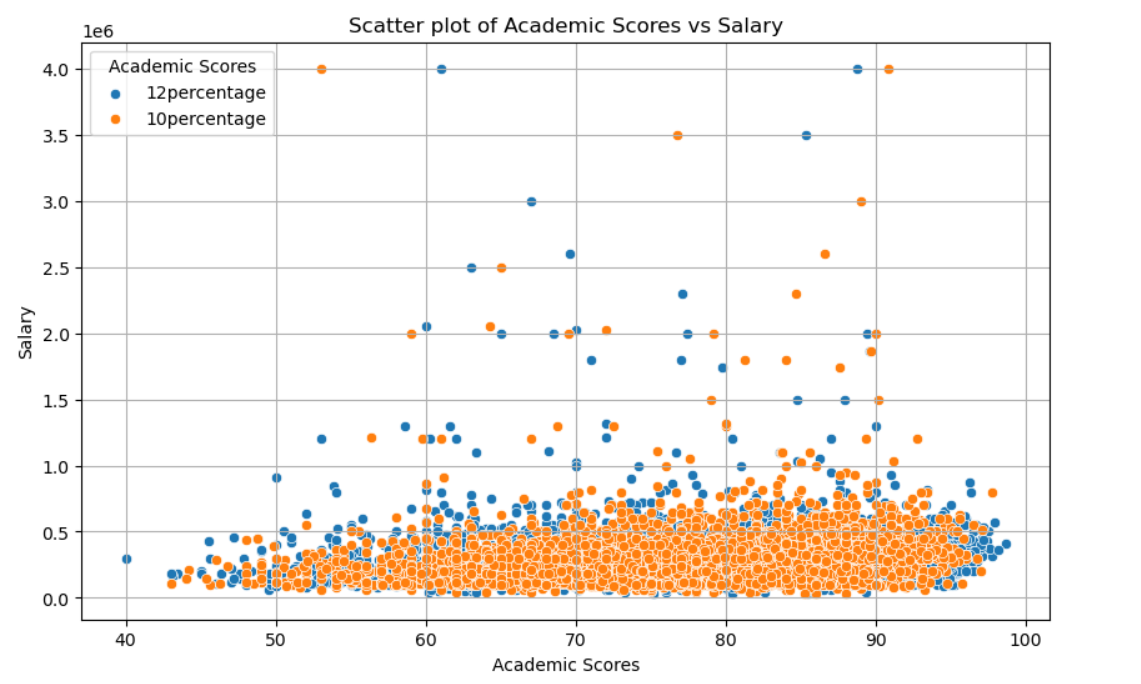 Scatter plot of Academic Scores vs Salary
1e6
Academic Scores
12percentage
10percentage
4.0
3.5
3.0
2.5
2.0
1.5
1.0
0.5
0.0
Salary
40 50 60 70 80 90 100
Academic Scores